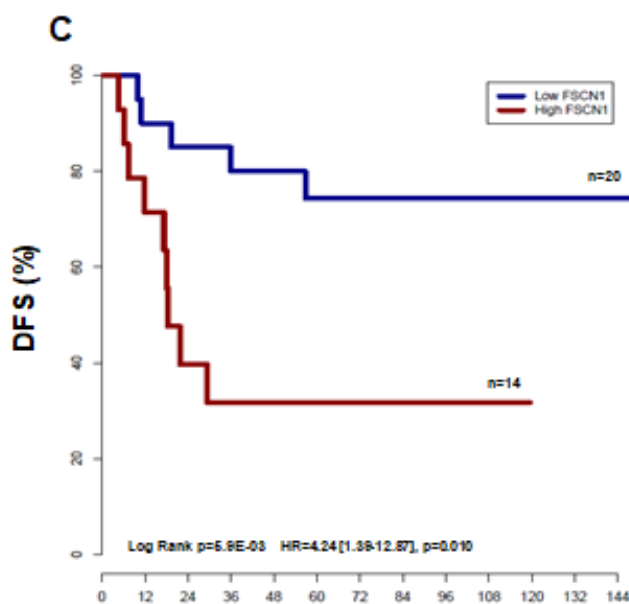 C
Low FSCN1
High FSCN1
n=20
n=14
DFS (%)
100
80
60
40
20
0
Log Rank p=5.9E-03 HR=4.24 [1.39-12.87], p=0.010
0 12 24 36 48 60 72 84 96 108 120 132 144